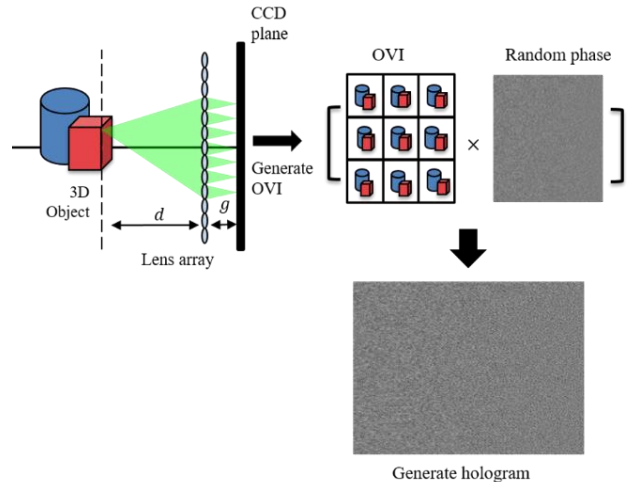 CCD
plane
3D
Object
d
g
Generate
OVI
Lens array
OVI
Random phase
×
Generate hologram